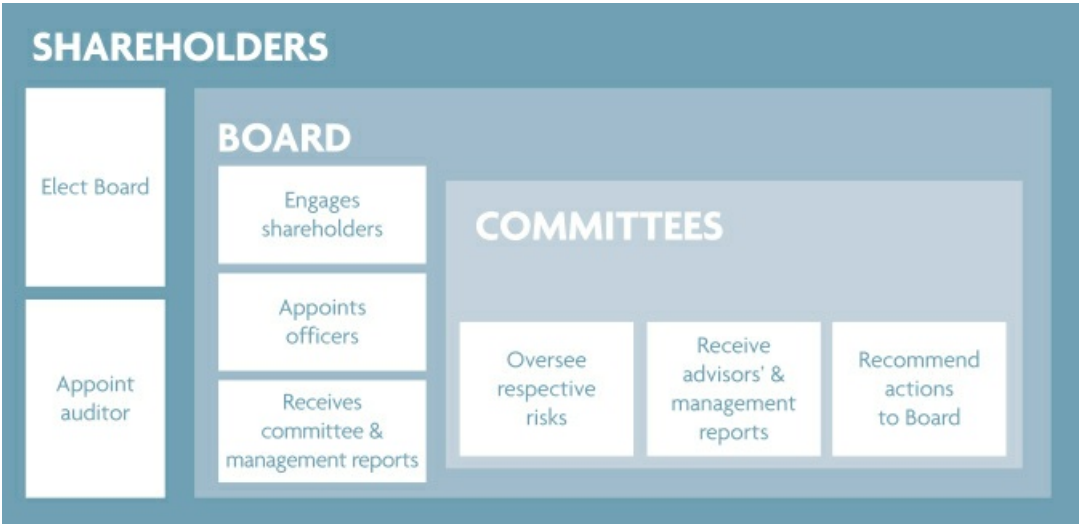 SHAREHOLDERS
Elect Board
Appoint
auditor
BOARD
Engages
shareholders
Appoints
officers
Receives
committee &
management reports
COMMITTEES
Oversee
respective
risks
Receive
advisors' &
management
reports
Recommend
actions
to Board